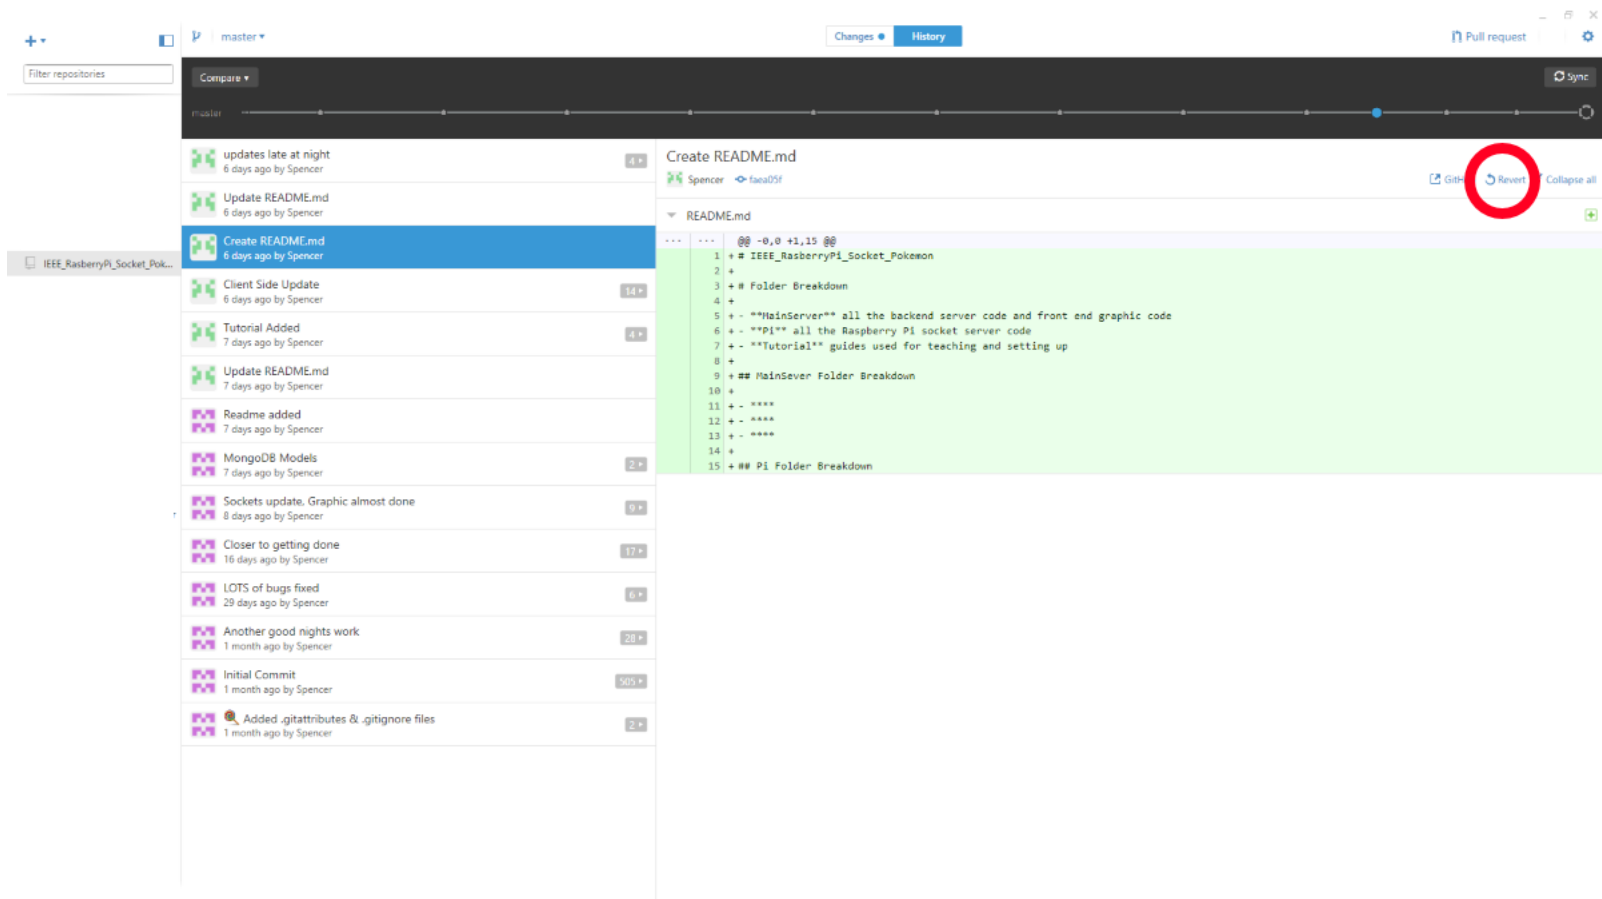 master
Changes
History
Pull request
Filter repositories
Compare
Sync
master
IEEE_RasberryPi_Socket_Pok...
updates late at night
6 days ago by Spencer
4
Update README.md
6 days ago by Spencer
Create README.md
6 days ago by Spencer
Client Side Update
6 days ago by Spencer
14
Tutorial Added
7 days ago by Spencer
4
Update README.md
7 days ago by Spencer
Readme added
7 days ago by Spencer
MongoDB Models
7 days ago by Spencer
2
Sockets update, Graphic almost done
8 days ago by Spencer
9
Closer to getting done
16 days ago by Spencer
17
LOTS of bugs fixed
29 days ago by Spencer
6
Another good nights work
1 month ago by Spencer
28
Initial Commit
1 month ago by Spencer
505
Added .gitattributes & .gitignore files
1 month ago by Spencer
2
Create README.md
Spencer faea05f
Revert Collapse all
README.md
... ... @@ -0,0 +1,15 @@
1 + # IEEE_RasberryPi_Socket_Pokemon
2 +
3 + # Folder Breakdown
4 +
5 + - **MainServer** all the backend server code and front end graphic code
6 + - **Pi** all the Raspberry Pi socket server code
7 + - **Tutorial** guides used for teaching and setting up
8 +
9 + ## MainSever Folder Breakdown
10 +
11 + - ****
12 + - ****
13 + - ****
14 +
15 + ## Pi Folder Breakdown